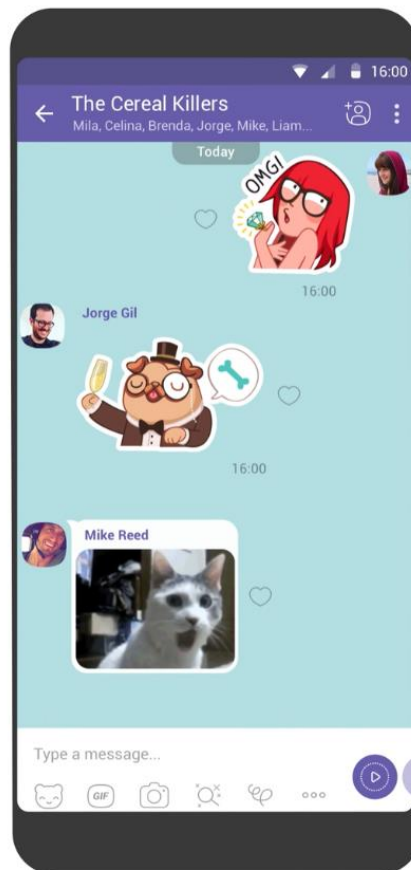 16:00
The Cereal Killers
Mila, Celina, Brenda, Jorge, Mike, Liam...
Today
OMG!
16:00
Jorge Gil
16:00
Mike Reed
Type a message...
GIF